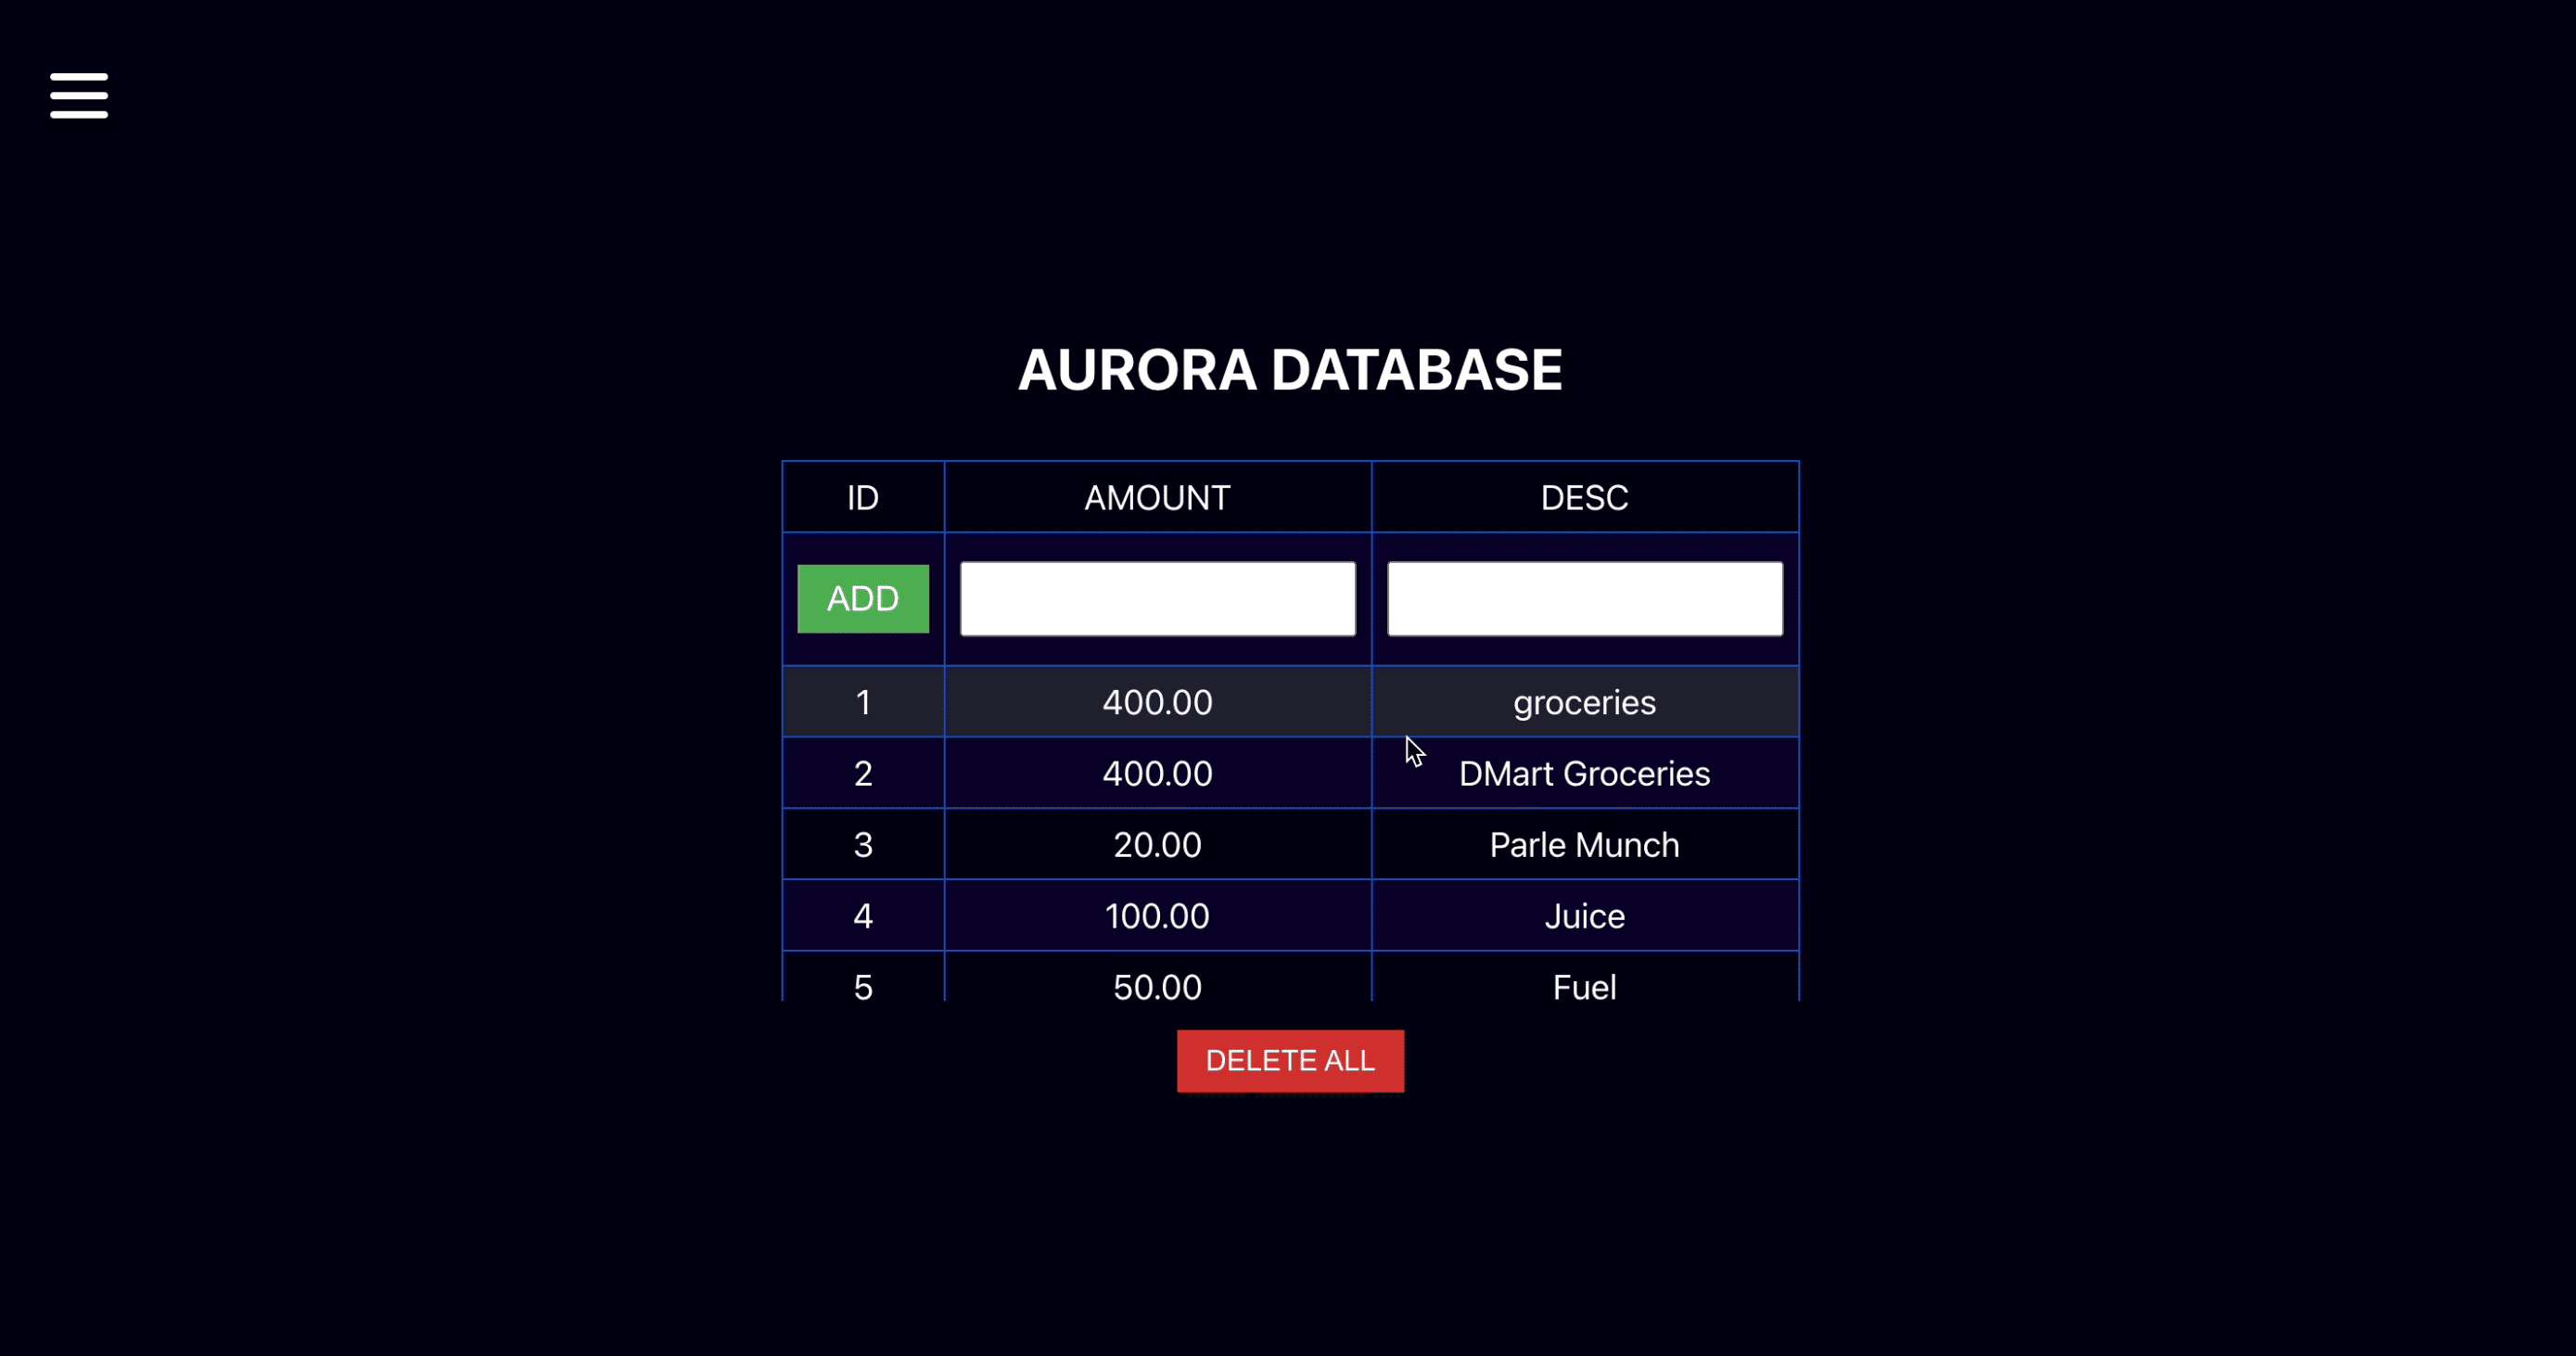 AURORA DATABASE
ID AMOUNT DESC
ADD
1 400.00 groceries
2 400.00 DMart Groceries
3 20.00 Parle Munch
4 100.00 Juice
5 50.00 Fuel
DELETE ALL